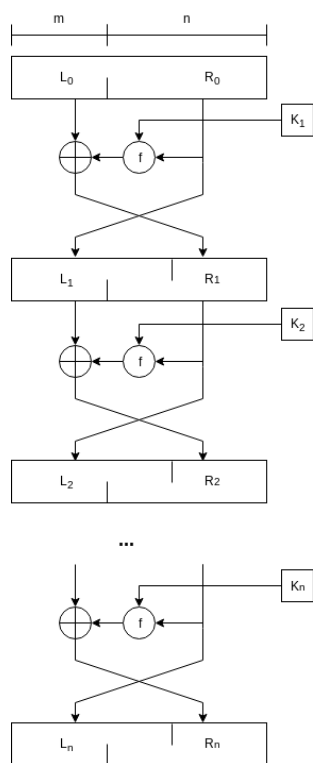 m n
L₀ R₀
K₁
f
L₁ R1
K₂
f
L₂ R2
...
Kn
f
Lₙ Rn